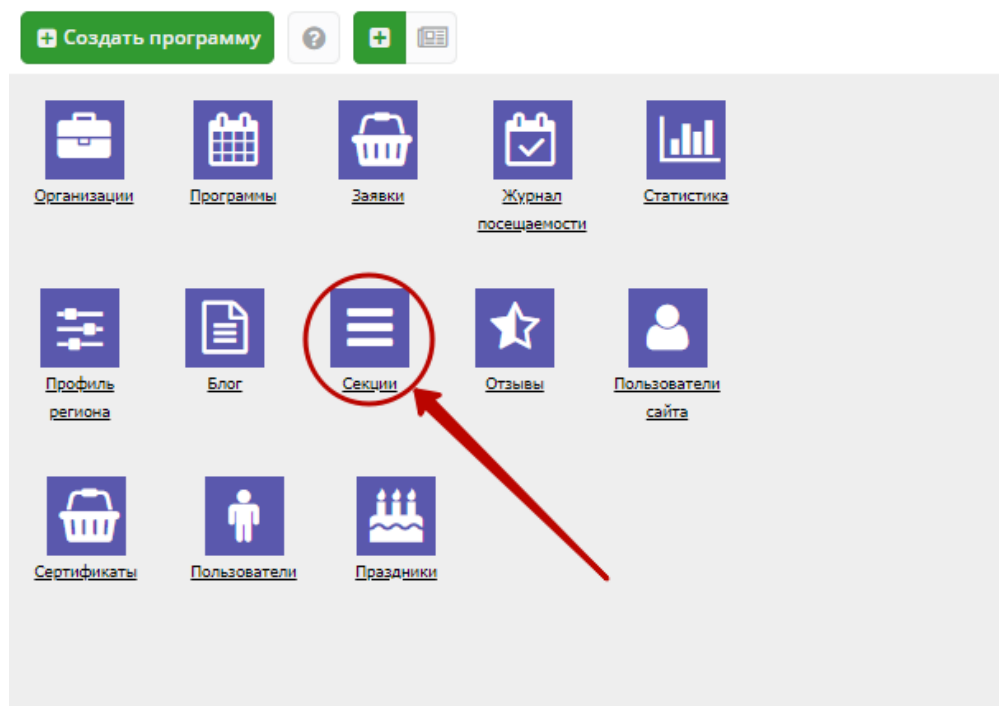 Создать программу
Организации
Программы
Заявки
Журнал
посещаемости
Статистика
Профиль
региона
Блог
Секции
Отзывы
Пользователи
сайта
Сертификаты
Пользователи
Праздники